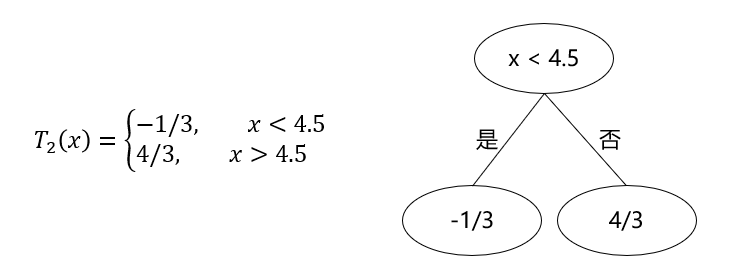 T₂(x) = {-1/3, x < 4.5
4/3, x > 4.5
x < 4.5
是 否
-1/3 4/3